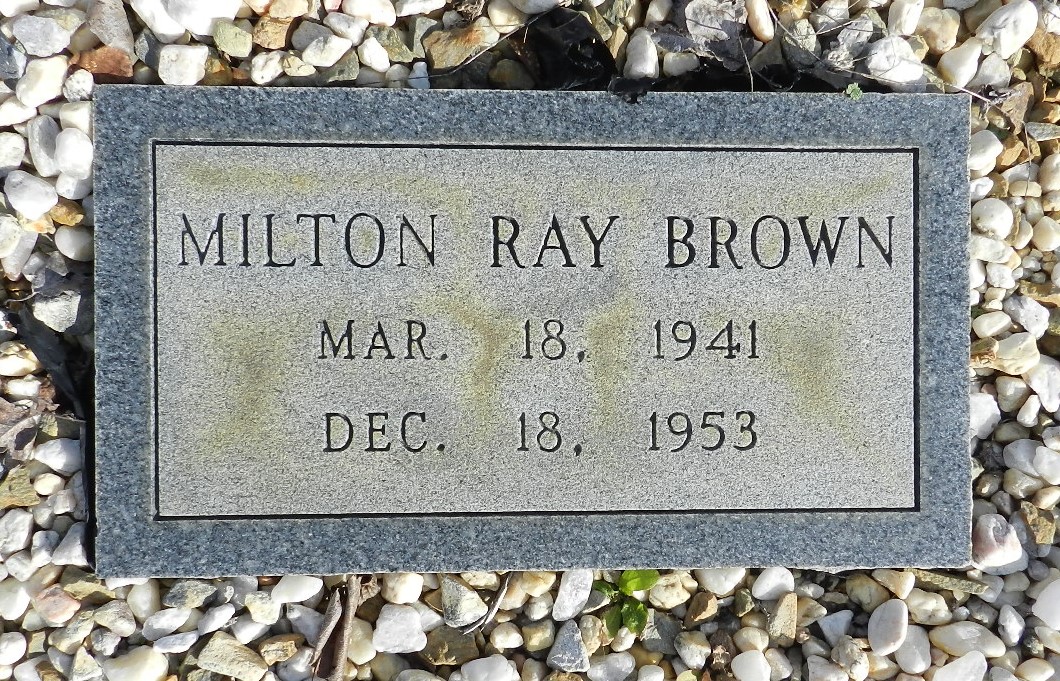 MILTON RAY BROWN
MAR. 18, 1941
DEC. 18, 1953